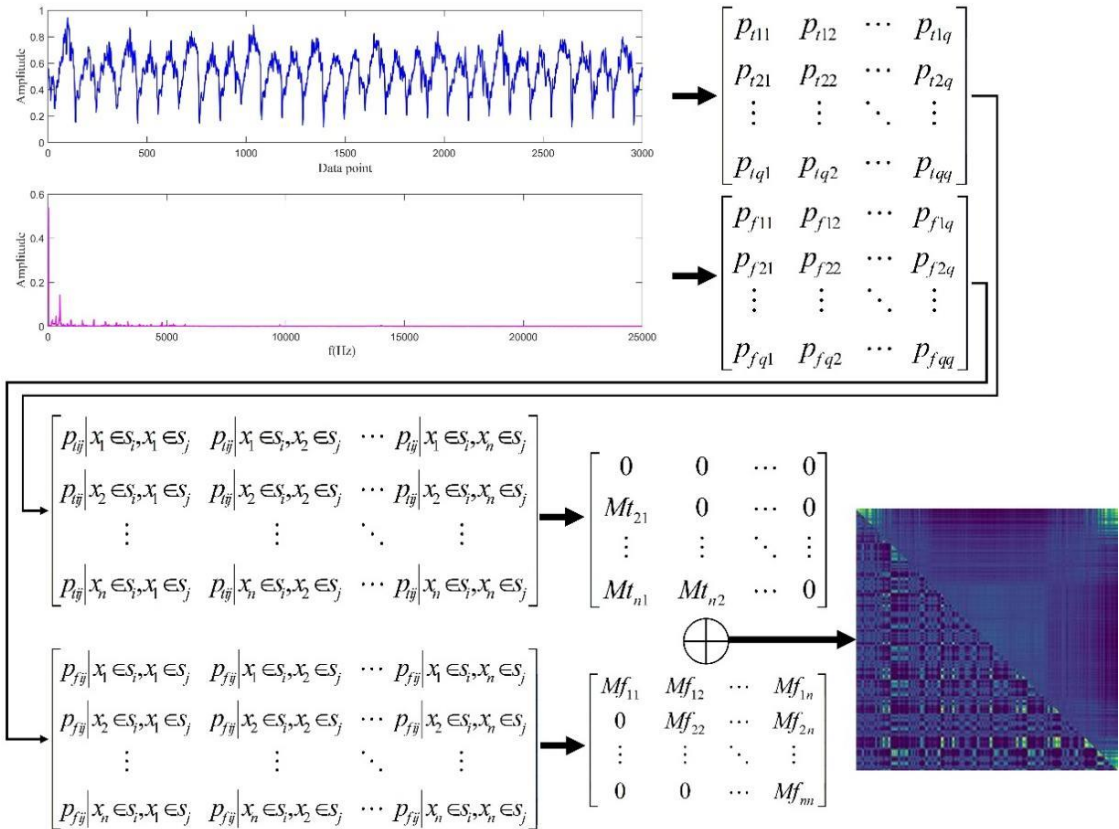 1
0.8
0.6
0.4
0.2
0
Amplitude
0 500 1000 1500 2000 2500 3000
Data point
0.6
0.4
0.2
0
Amplitude
0 5000 10000 15000 20000 25000
f(Hz)
p_{t11} p_{t12} ⋯ p_{t1q}
p_{t21} p_{t22} ⋯ p_{t2q}
⋮ ⋮ ⋱ ⋮
p_{tq1} p_{tq2} ⋯ p_{tqq}
p_{f11} p_{f12} ⋯ p_{f1q}
p_{f21} p_{f22} ⋯ p_{f2q}
⋮ ⋮ ⋱ ⋮
p_{fq1} p_{fq2} ⋯ p_{fqq}
p_{tij}|x_1∈s_i,x_1∈s_j p_{tij}|x_1∈s_i,x_2∈s_j ⋯ p_{tij}|x_1∈s_i,x_n∈s_j
p_{tij}|x_2∈s_i,x_1∈s_j p_{tij}|x_2∈s_i,x_2∈s_j ⋯ p_{tij}|x_2∈s_i,x_n∈s_j
⋮ ⋮ ⋱ ⋮
p_{tij}|x_n∈s_i,x_1∈s_j p_{tij}|x_n∈s_i,x_2∈s_j ⋯ p_{tij}|x_n∈s_i,x_n∈s_j
0 0 ⋯ 0
Mt_{21} 0 ⋯ 0
⋮ ⋮ ⋱ ⋮
Mt_{n1} Mt_{n2} ⋯ 0
⊕
p_{fij}|x_1∈s_i,x_1∈s_j p_{fij}|x_1∈s_i,x_2∈s_j ⋯ p_{fij}|x_1∈s_i,x_n∈s_j
p_{fij}|x_2∈s_i,x_1∈s_j p_{fij}|x_2∈s_i,x_2∈s_j ⋯ p_{fij}|x_2∈s_i,x_n∈s_j
⋮ ⋮ ⋱ ⋮
p_{fij}|x_n∈s_i,x_1∈s_j p_{fij}|x_n∈s_i,x_2∈s_j ⋯ p_{fij}|x_n∈s_i,x_n∈s_j
Mf_{11} Mf_{12} ⋯ Mf_{1n}
0 Mf_{22} ⋯ Mf_{2n}
⋮ ⋮ ⋱ ⋮
0 0 ⋯ Mf_{nn}